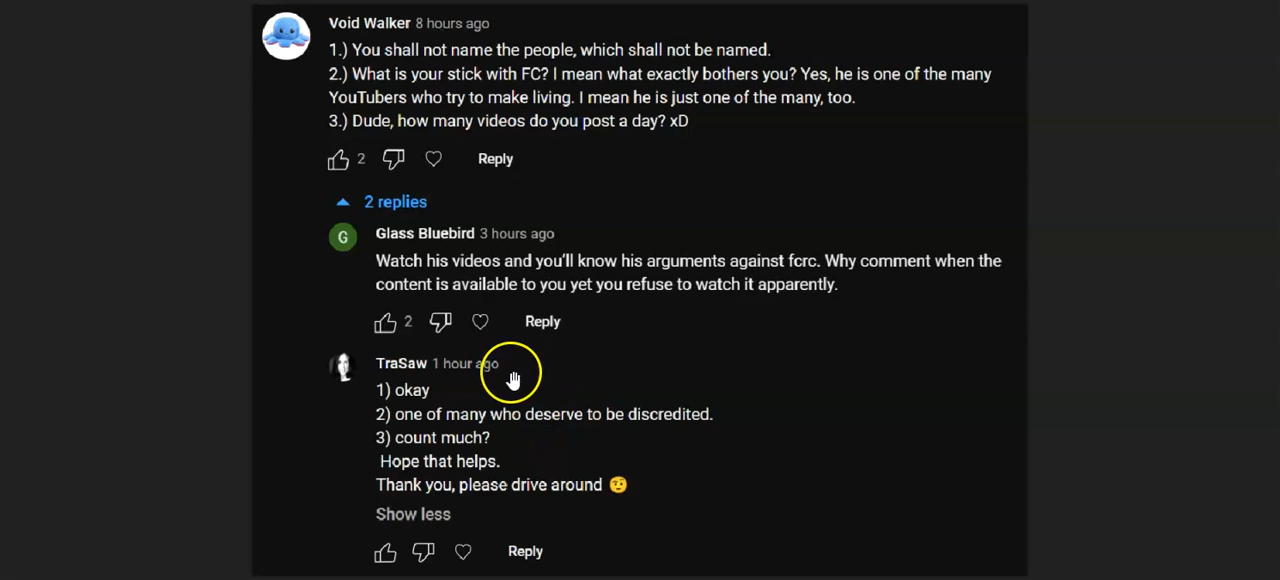 Void Walker 8 hours ago
1.) You shall not name the people, which shall not be named.
2.) What is your stick with FC? I mean what exactly bothers you? Yes, he is one of the many
YouTubers who try to make living. I mean he is just one of the many, too.
3.) Dude, how many videos do you post a day? xD
2 Reply
2 replies
G Glass Bluebird 3 hours ago
Watch his videos and you'll know his arguments against fcrc. Why comment when the
content is available to you yet you refuse to watch it apparently.
2 Reply
TraSaw 1 hour ago
1) okay
2) one of many who deserve to be discredited.
3) count much?
Hope that helps.
Thank you, please drive around 🤨
Show less
Reply